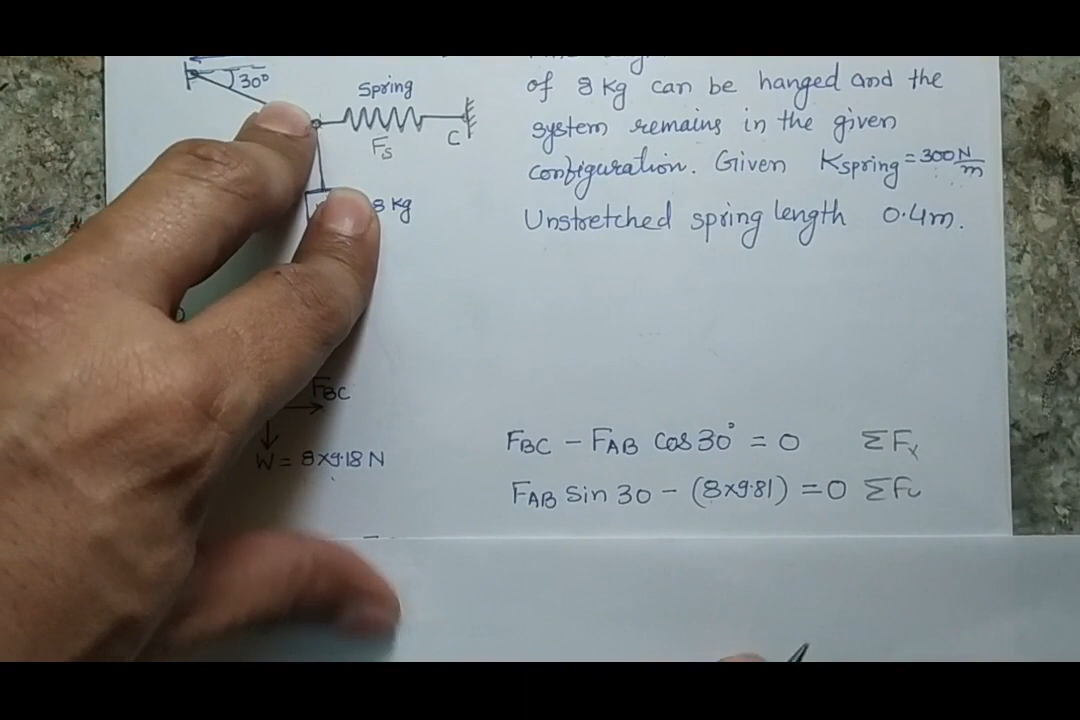 30°
Spring
Fs
C
8 kg
of 8 Kg can be hanged and the
system remains in the given
configuration. Given Kspring = 300 N/m
Unstretched spring length 0.4m.
FBC
W = 8×9.18 N
FBC − FAB Cos 30° = 0 ΣFx
FAB Sin 30 − (8×9.81) = 0